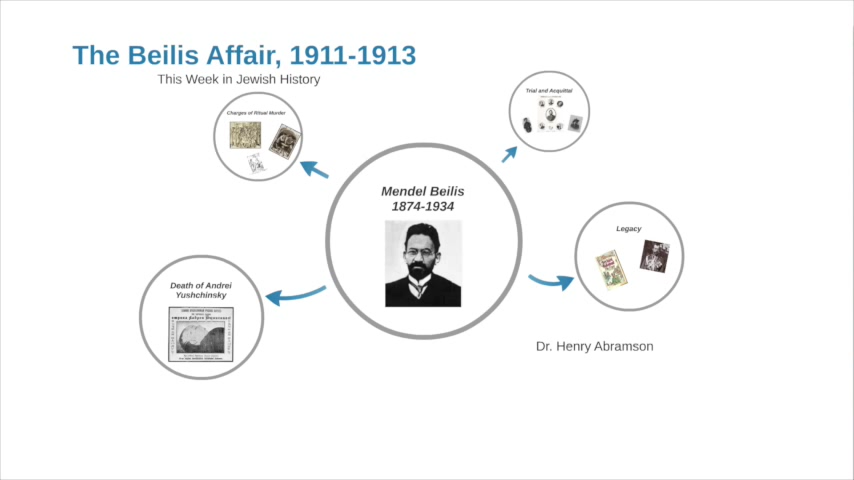 The Beilis Affair, 1911-1913
This Week in Jewish History
Charges of Ritual Murder
Trial and Acquittal
Mendel Beilis
1874-1934
Legacy
Death of Andrei
Yushchinsky
Dr. Henry Abramson